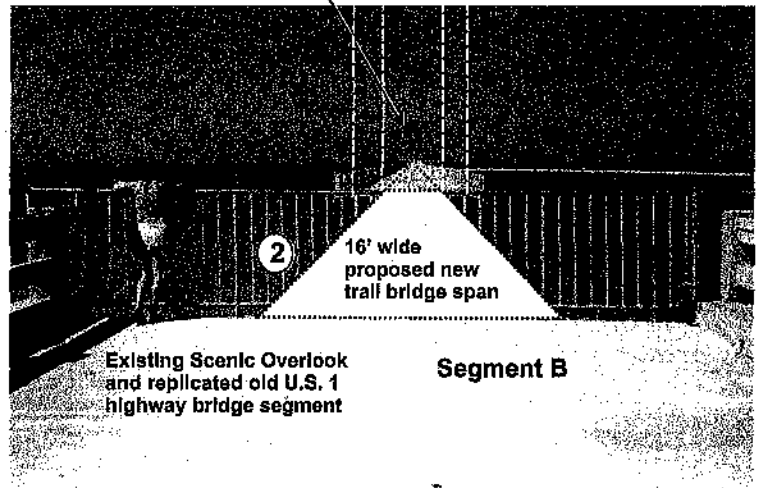 2
16' wide
proposed new
trail bridge span
Existing Scenic Overlook
and replicated old U.S. 1
highway bridge segment
Segment B